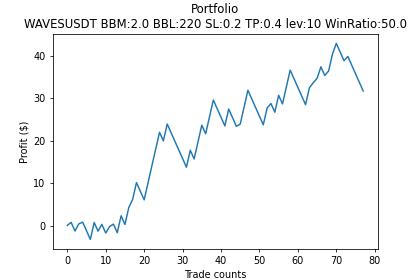 Portfolio
WAVESUSDT BBM:2.0 BBL:220 SL:0.2 TP:0.4 lev:10 WinRatio:50.0
40
30
20
10
0
Profit ($)
0 10 20 30 40 50 60 70 80
Trade counts